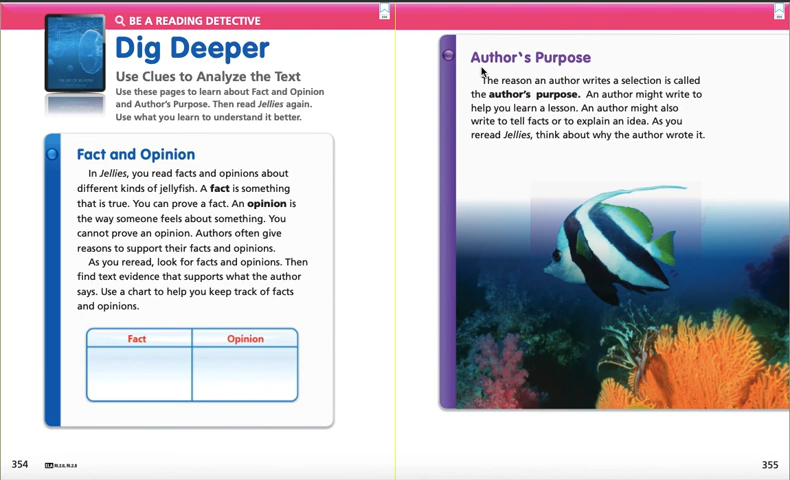 BE A READING DETECTIVE
Dig Deeper
Use Clues to Analyze the Text
Use these pages to learn about Fact and Opinion
and Author's Purpose. Then read Jellies again.
Use what you learn to understand it better.
Fact and Opinion
In Jellies, you read facts and opinions about
different kinds of jellyfish. A fact is something
that is true. You can prove a fact. An opinion is
the way someone feels about something. You
cannot prove an opinion. Authors often give
reasons to support their facts and opinions.
As you reread, look for facts and opinions. Then
find text evidence that supports what the author
says. Use a chart to help you keep track of facts
and opinions.
Fact Opinion
354 ELA RI.2.6, RI.2.8
Author's Purpose
The reason an author writes a selection is called
the author's purpose. An author might write to
help you learn a lesson. An author might also
write to tell facts or to explain an idea. As you
reread Jellies, think about why the author wrote it.
355